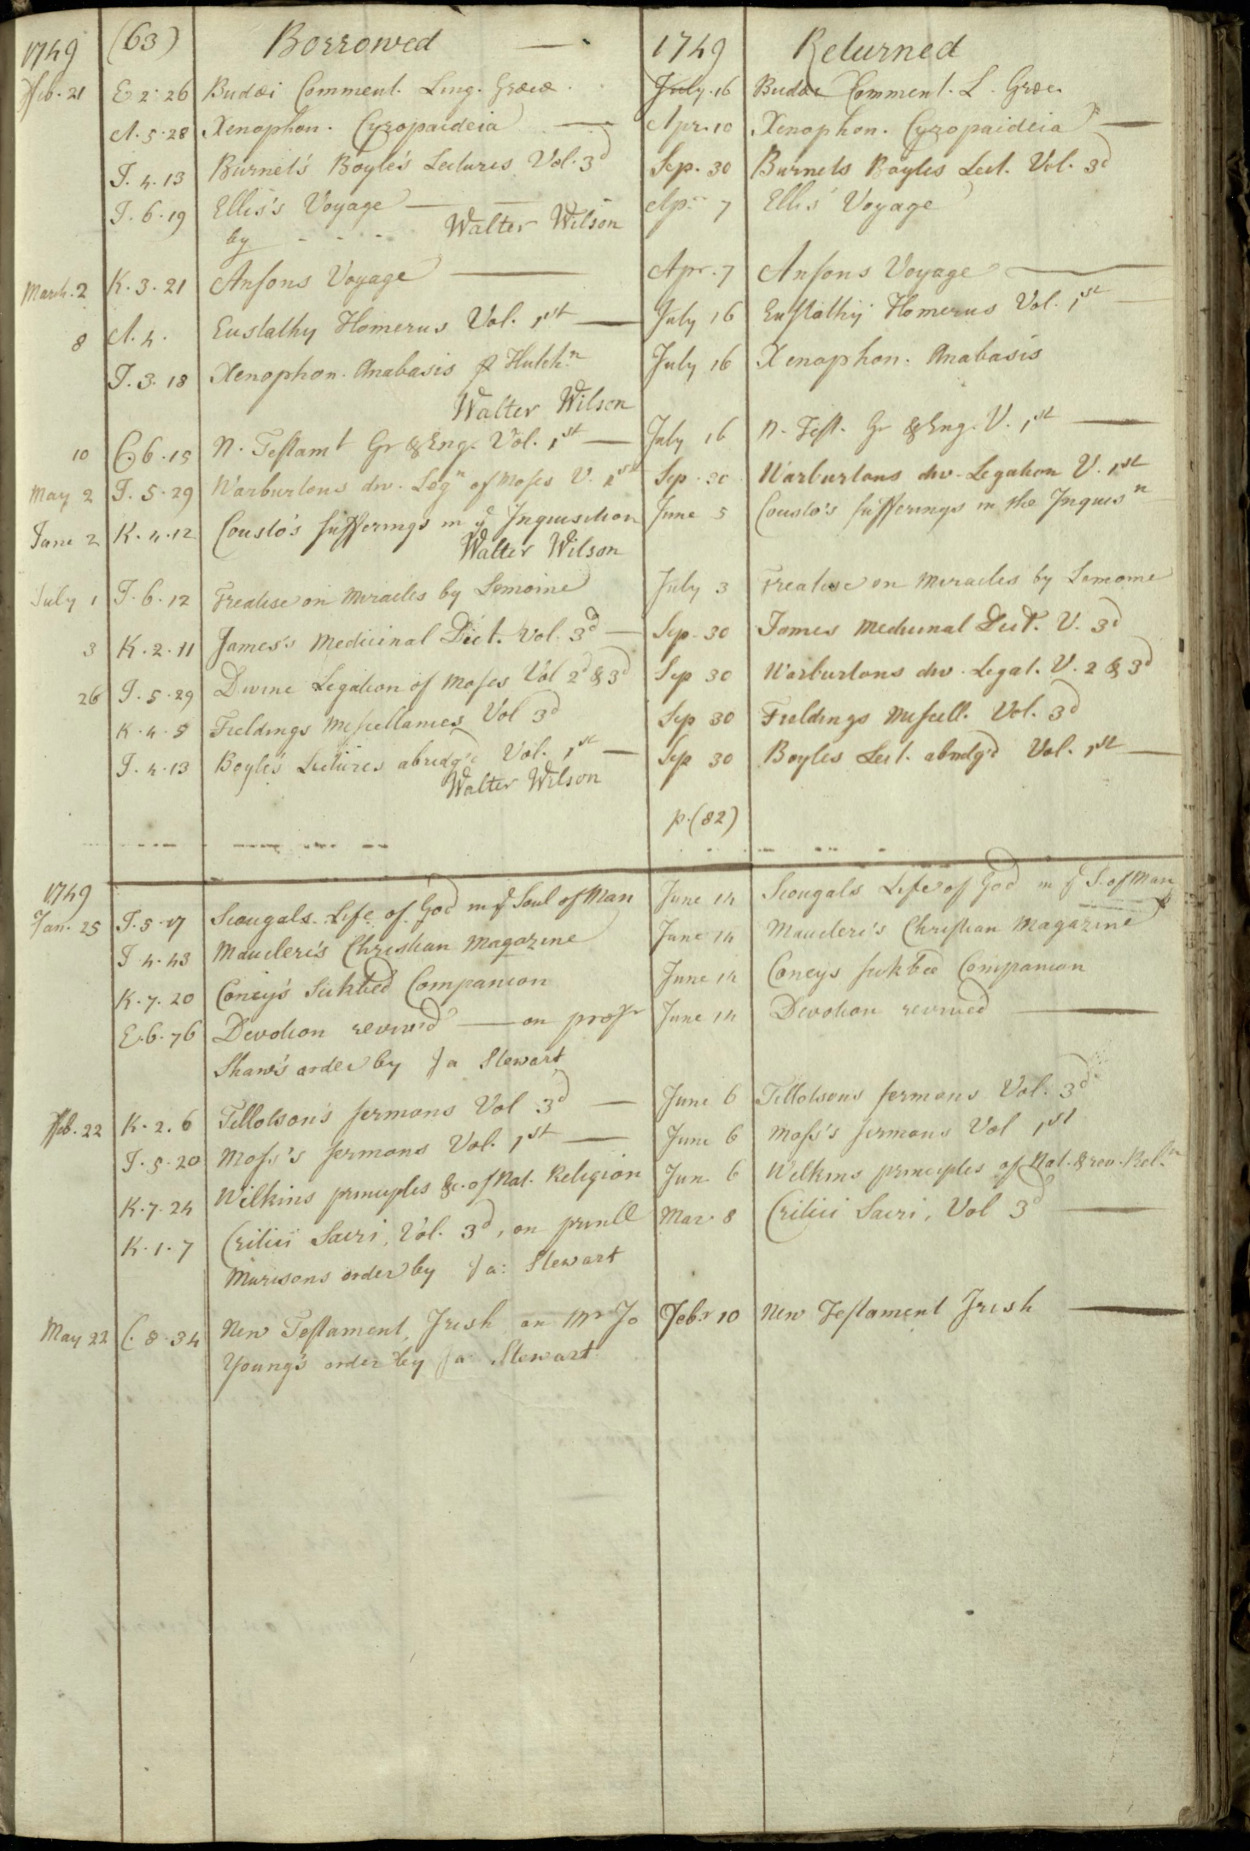 1749 (63) Borrowed — 1749 Returned
Feb. 21 E 2. 26 Budæi Comment. Ling. Græcæ July. 16 Budæi Comment. L. Græc.
A. 5. 28 Xenophon. Cyropaideia — Apr. 10 Xenophon. Cyropaideia —
I. 4. 13 Burnet's Boyle's Lectures Vol. 3d Sep. 30 Burnets Boyles Lect. Vol. 3d
I. 6. 19 Ellis's Voyage — — Apr. 7 Ellis' Voyage
by - - - - Walter Wilson
March. 2 K. 3. 21 Ansons Voyage — Apr. 7 Ansons Voyage —
8 A. 4. Eustathy Homerus Vol. 1st — July 16 Eustathij Homerus Vol. 1st —
I. 3. 18 Xenophon. Anabasis p Hutchn July 16 Xenophon. Anabasis
Walter Wilson
10 C. 6. 15 N. Testamt Gr & Eng. Vol. 1st — July 16 N. Test. Gr & Eng. V. 1st —
May 2 I. 5. 29 Warburtons div. Legn of Moses V. 1st Sep. 30 Warburtons div. Legation V. 1st
June 2 K. 4. 12 Cousto's sufferings in ye Inquisition June 5 Cousto's sufferings in the Inquisn
Walter Wilson
July 1 I. 6. 12 Treatise on Miracles by Lemoine July 3 Treatise on Miracles by Lemoine
3 K. 2. 11 James's Medicinal Dict. Vol. 3d — Sep. 30 James Medicinal Dict. V. 3d
26 I. 5. 29 Divine Legation of Moses Vol 2d & 3d Sep 30 Warburtons div. Legat. V. 2 & 3d
K. 4. 5 Fieldings Miscellanies Vol 3d Sep 30 Fieldings Miscell. Vol. 3d
I. 4. 13 Boyle's Lectures abridg'd Vol. 1st — Sep 30 Boyles Lect. abridg'd Vol. 1st —
Walter Wilson
p. (82)
1749
Jan. 25 I. 5. 17 Scougals Life of God in ye Soul of Man June 14 Scougals Life of God in ye S. of Man
I 4. 43 Mauclerc's Christian Magazine June 14 Mauclerc's Christian Magazine
K. 7. 20 Coney's Sickbed Companion June 14 Coneys sickbed Companion
E. 6. 76 Devotion reviv'd — on profr June 14 Devotion revived —
Shaw's order by Ja Stewart
Feb. 22 K. 2. 6 Tillotson's sermons Vol 3d — June 6 Tillotsons sermons Vol. 3d
I. 5. 20 Moss's sermons Vol. 1st — June 6 Moss's sermons Vol 1st
K. 7. 24 Wilkins principles &c. of Nat. Religion Jun. 6 Wilkins principles of Nat. & rev. Reln
K. 1. 7 Critici Sacri, Vol. 3d, on prinll Mar. 8 Critici Sacri, Vol 3d —
Murisons order by Ja: Stewart
May 22 C. 8. 34 New Testament, Irish on Mr Jo Febr 10 New Testament Irish —
Young's order by Ja Stewart